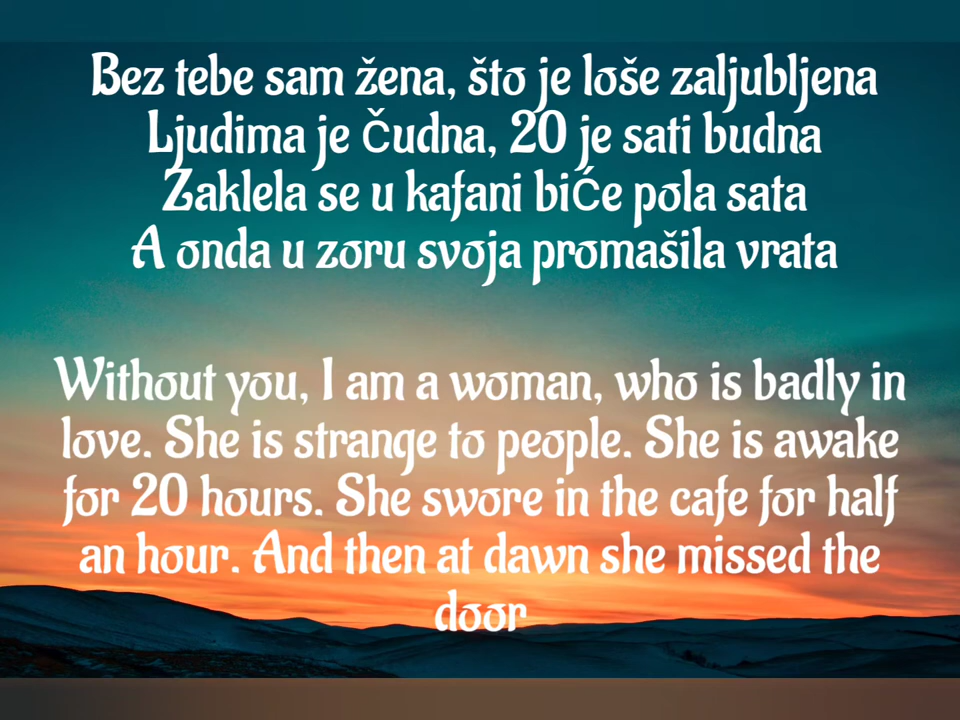 Bez tebe sam žena, što je loše zaljubljena
Ljudima je Čudna, 20 je sati budna
Zaklela se u kafani biĆe pola sata
A onda u zoru svoja promašila vrata
Without you, I am a woman, who is badly in
love. She is strange to people. She is awake
for 20 hours. She swore in the cafe for half
an hour. And then at dawn she missed the
door